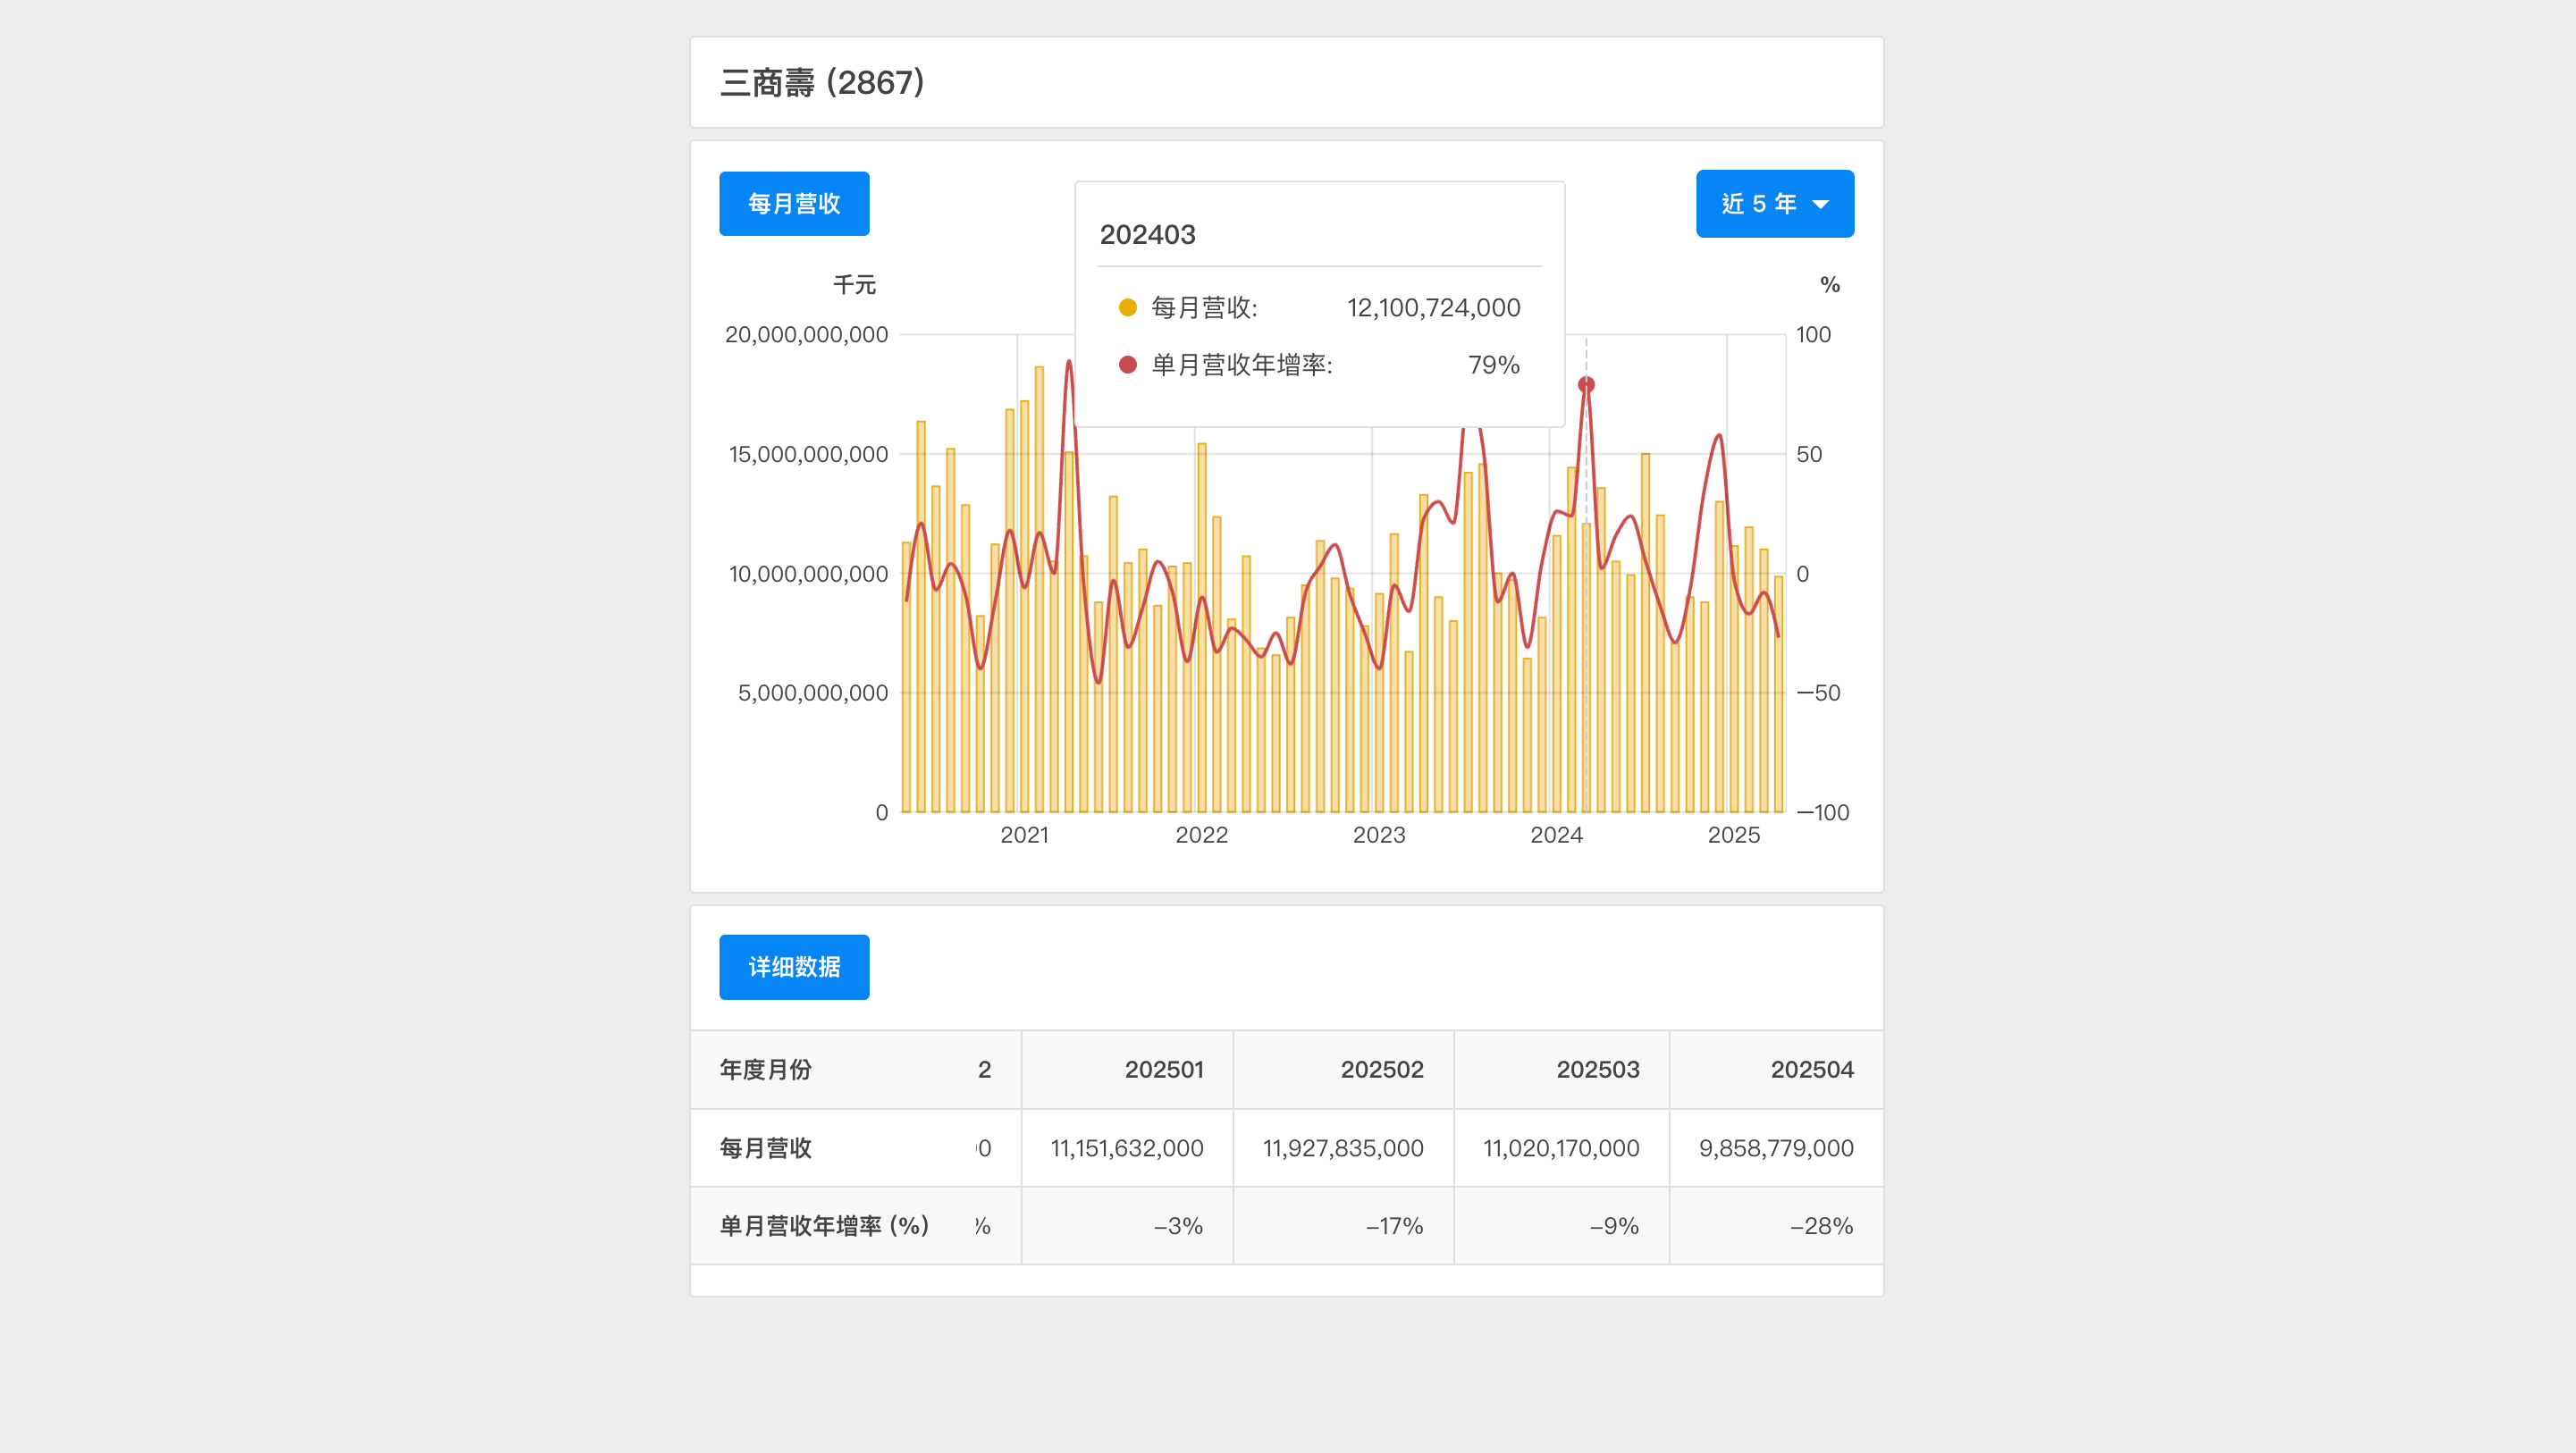 三商壽 (2867)
每月营收
近 5 年
202403
每月营收: 12,100,724,000
单月营收年增率: 79%
千元 %
20,000,000,000 100
15,000,000,000 50
10,000,000,000 0
5,000,000,000 –50
0 –100
2021 2022 2023 2024 2025
详细数据
年度月份 2 202501 202502 202503 202504
每月营收 0 11,151,632,000 11,927,835,000 11,020,170,000 9,858,779,000
单月营收年增率 (%) % –3% –17% –9% –28%